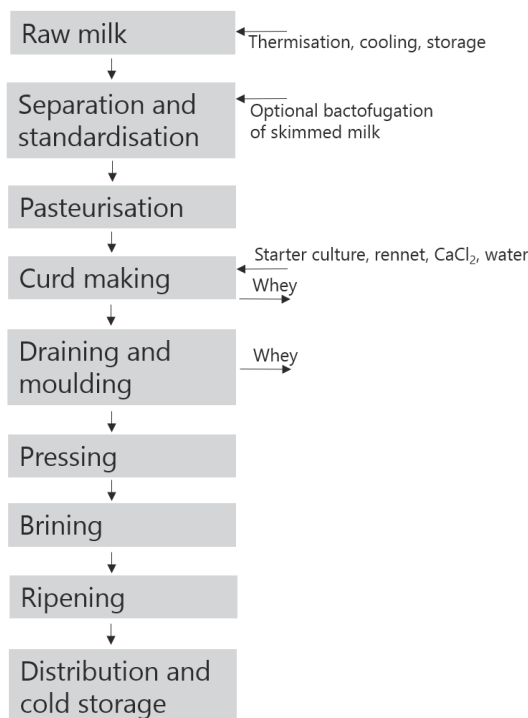 Raw milk
Thermisation, cooling, storage
Separation and
standardisation
Optional bactofugation
of skimmed milk
Pasteurisation
Curd making
Starter culture, rennet, CaCl₂, water
Whey
Draining and
moulding
Whey
Pressing
Brining
Ripening
Distribution and
cold storage